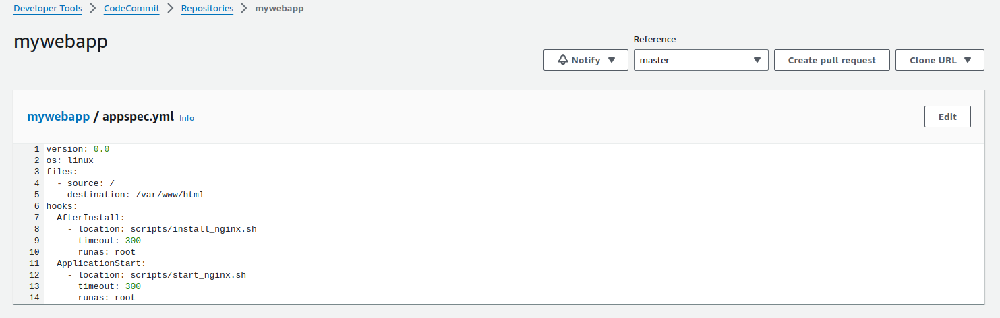 Developer Tools > CodeCommit > Repositories > mywebapp
mywebapp
Reference
Notify
master
Create pull request
Clone URL
mywebapp / appspec.yml Info
Edit
1 version: 0.0
2 os: linux
3 files:
4   - source: /
5     destination: /var/www/html
6 hooks:
7   AfterInstall:
8     - location: scripts/install_nginx.sh
9       timeout: 300
10       runas: root
11   ApplicationStart:
12     - location: scripts/start_nginx.sh
13       timeout: 300
14       runas: root